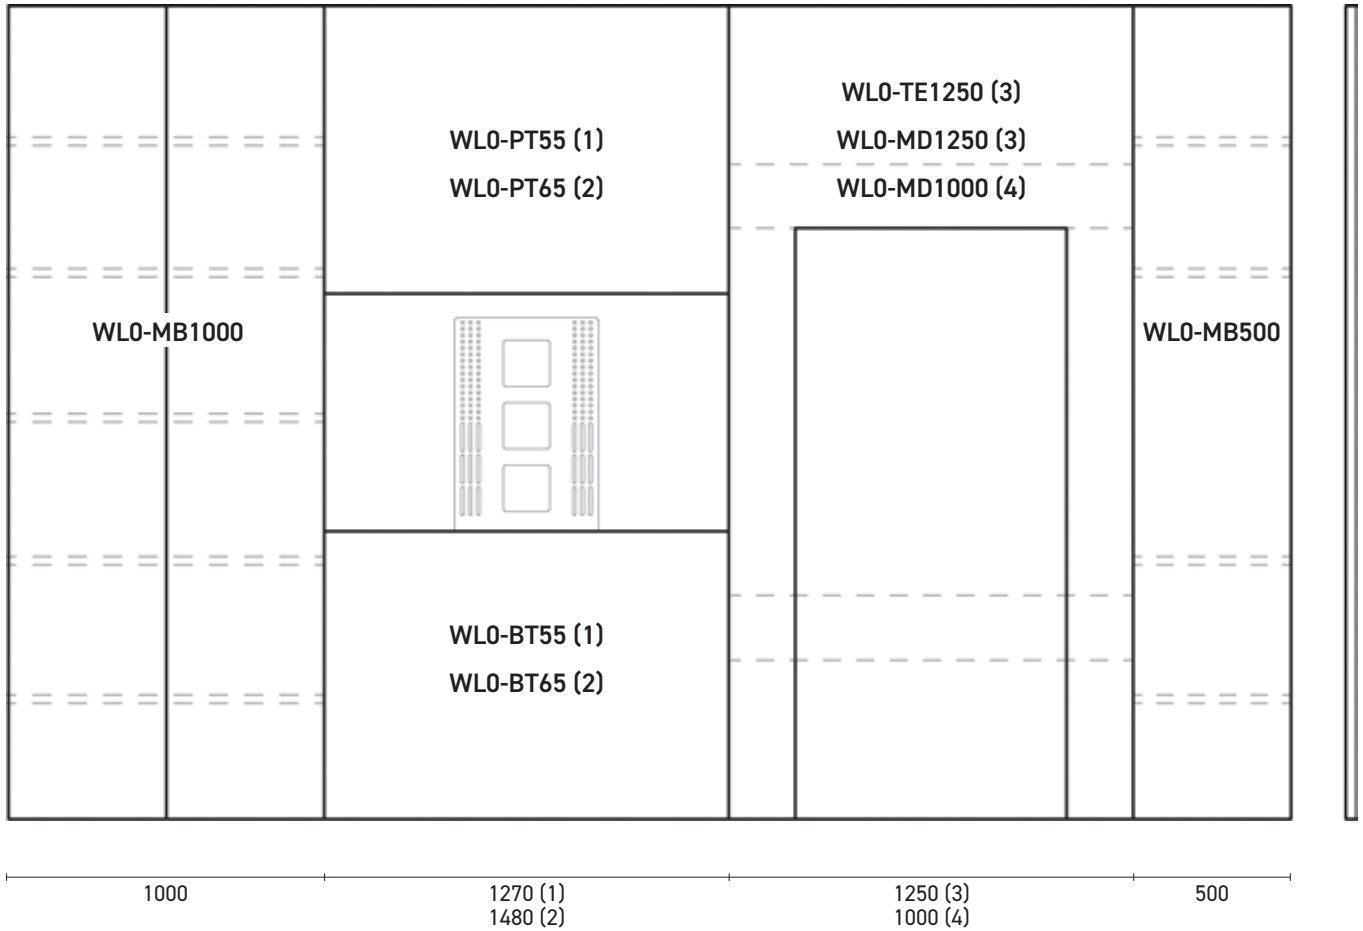 WL0-TE1250 (3)
WL0-PT55 (1)
WL0-MD1250 (3)
WL0-PT65 (2)
WL0-MD1000 (4)
WL0-MB1000
WL0-MB500
WL0-BT55 (1)
WL0-BT65 (2)
1000
1270 (1)
1250 (3)
500
1480 (2)
1000 (4)